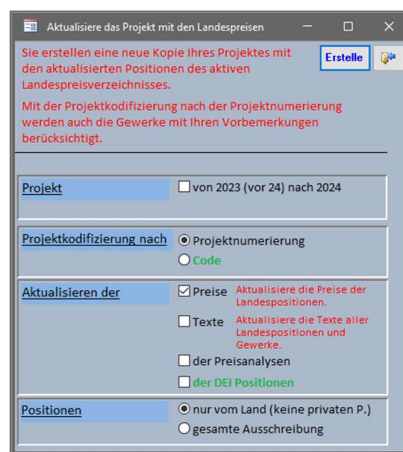 Aktualisiere das Projekt mit den Landespreisen
Sie erstellen eine neue Kopie Ihres Projektes mit
den aktualisierten Positionen des aktiven
Landespreisverzeichnisses.
Erstelle
Mit der Projektkodifizierung nach der Projektnumerierung
werden auch die Gewerke mit Ihren Vorbemerkungen
berücksichtigt.
Projekt
von 2023 (vor 24) nach 2024
Projektkodifizierung nach
Projektnumerierung
Code
Aktualisieren der
Preise
Aktualisiere die Preise der
Landespositionen.
Texte
Aktualisiere die Texte aller
Landespositionen und
Gewerke.
der Preisanalysen
der DEI Positionen
Positionen
nur vom Land (keine privaten P.)
gesamte Ausschreibung